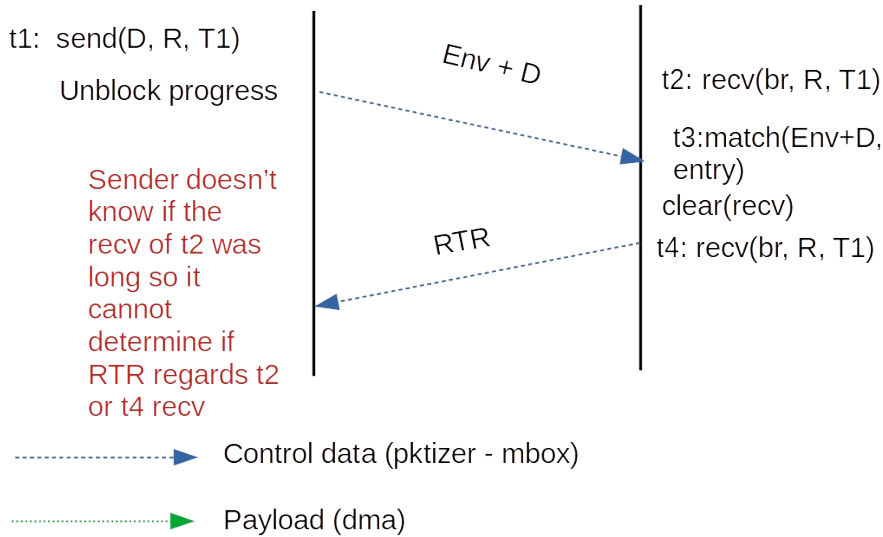 t1:  send(D, R, T1)
Env + D
Unblock progress
t2: recv(br, R, T1)
t3:match(Env+D,
entry)
clear(recv)
t4: recv(br, R, T1)
Sender doesn't
know if the
recv of t2 was
long so it
cannot
determine if
RTR regards t2
or t4 recv
RTR
Control data (pktizer - mbox)
Payload (dma)